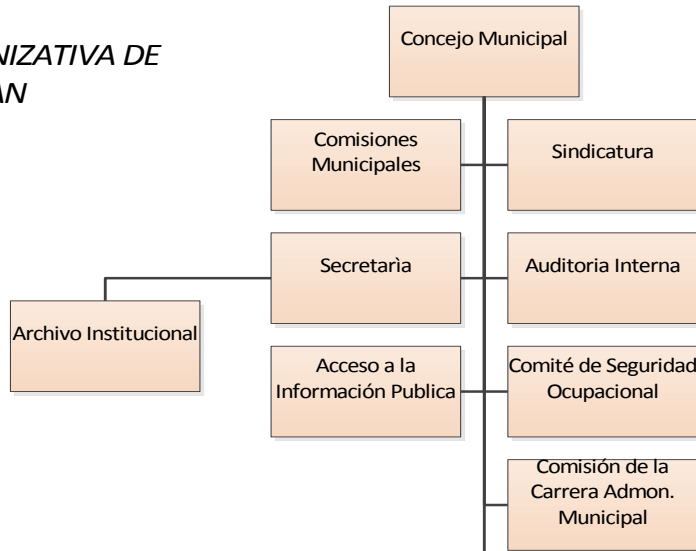 NIZATIVA DE
AN
Concejo Municipal
Comisiones
Municipales
Sindicatura
Secretarìa
Auditoria Interna
Archivo Institucional
Acceso a la
Información Publica
Comité de Seguridad
Ocupacional
Comisión de la
Carrera Admon.
Municipal